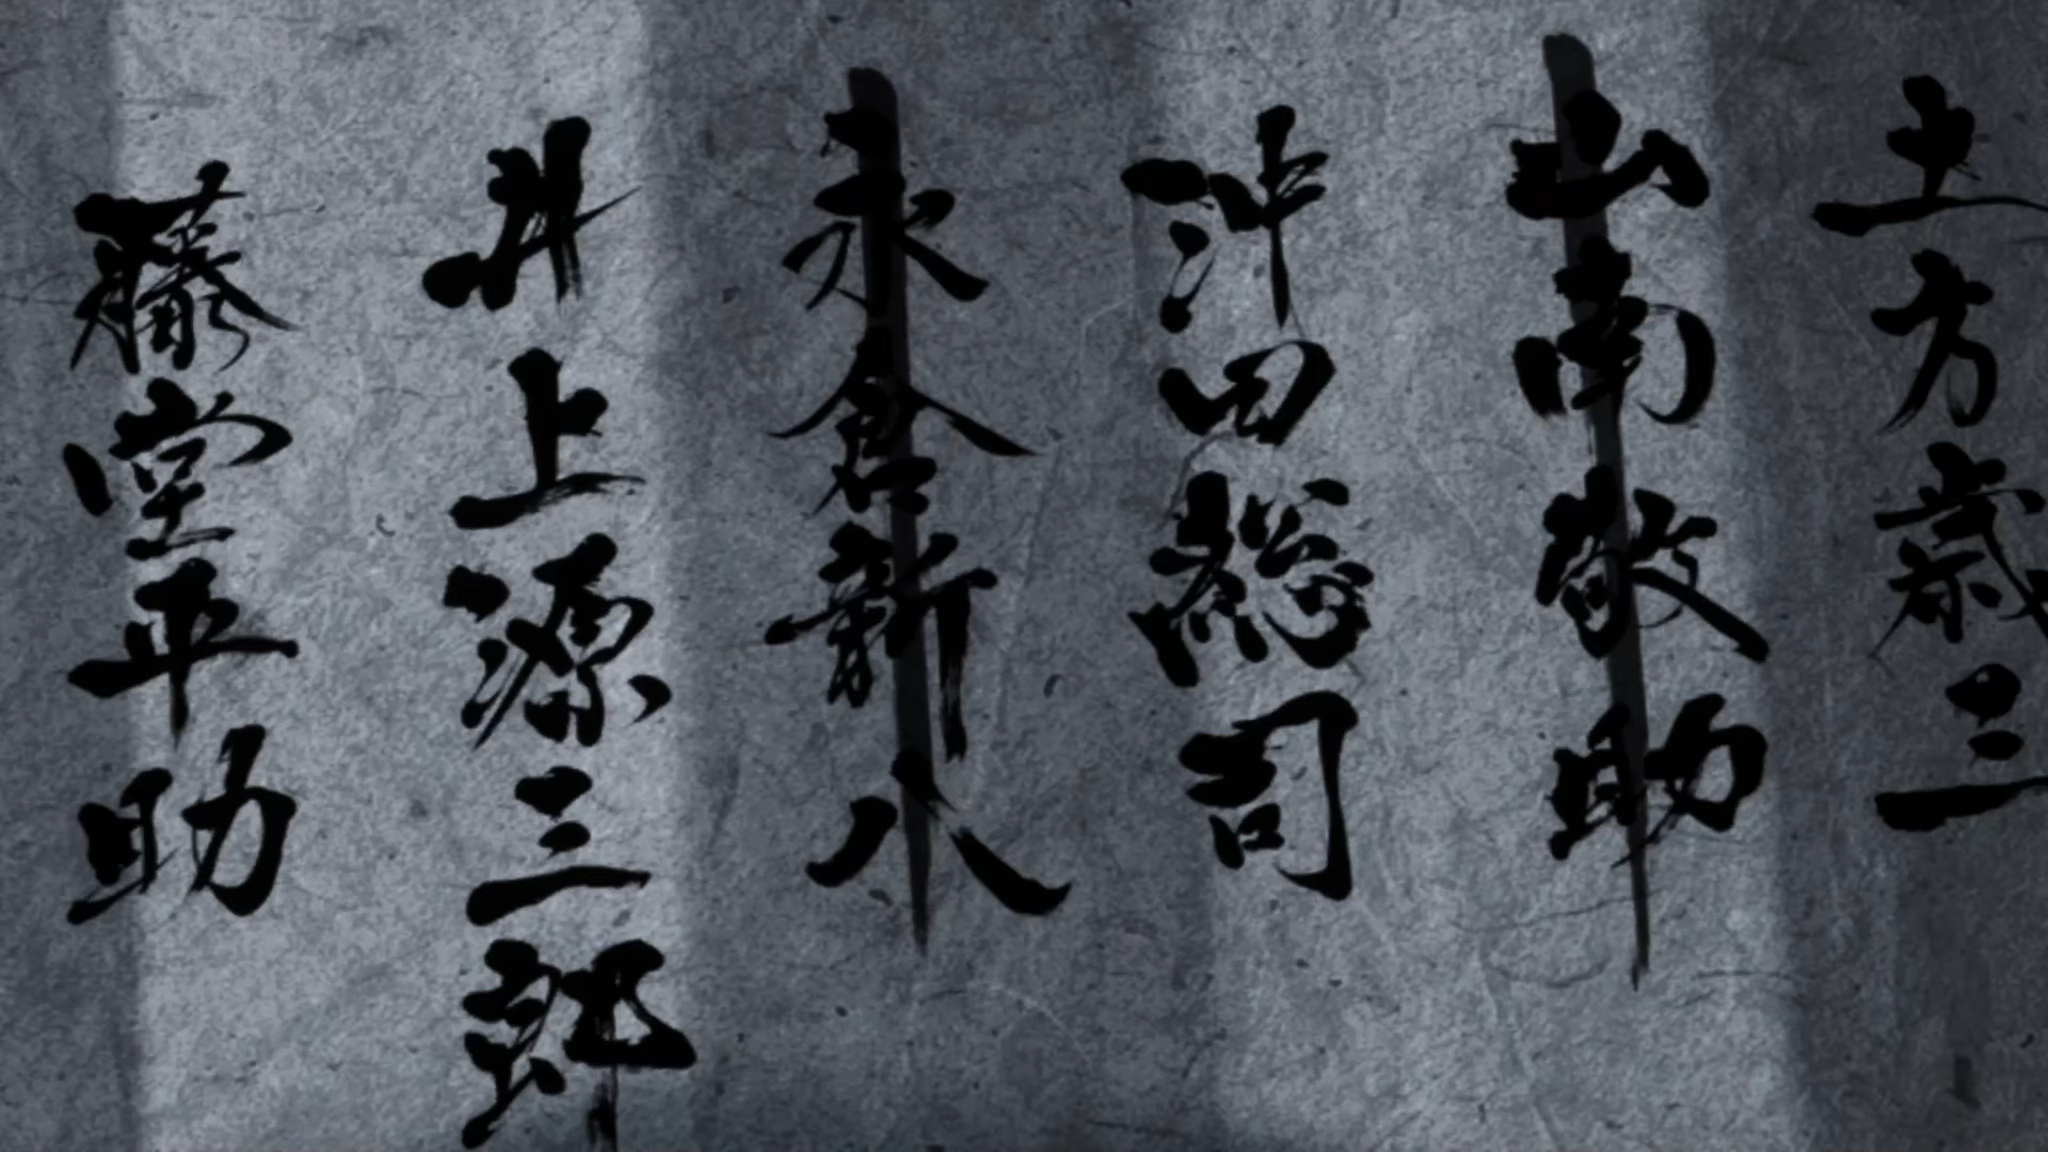 土方歳三
山南敬助
沖田総司
永倉新八
井上源三郎
藤堂平助